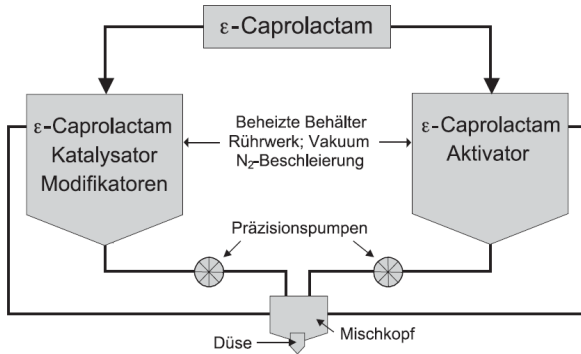 ε-Caprolactam
ε-Caprolactam
Katalysator
Modifikatoren
Beheizte Behälter
Rührwerk; Vakuum
N₂-Beschleierung
ε-Caprolactam
Aktivator
Präzisionspumpen
Mischkopf
Düse